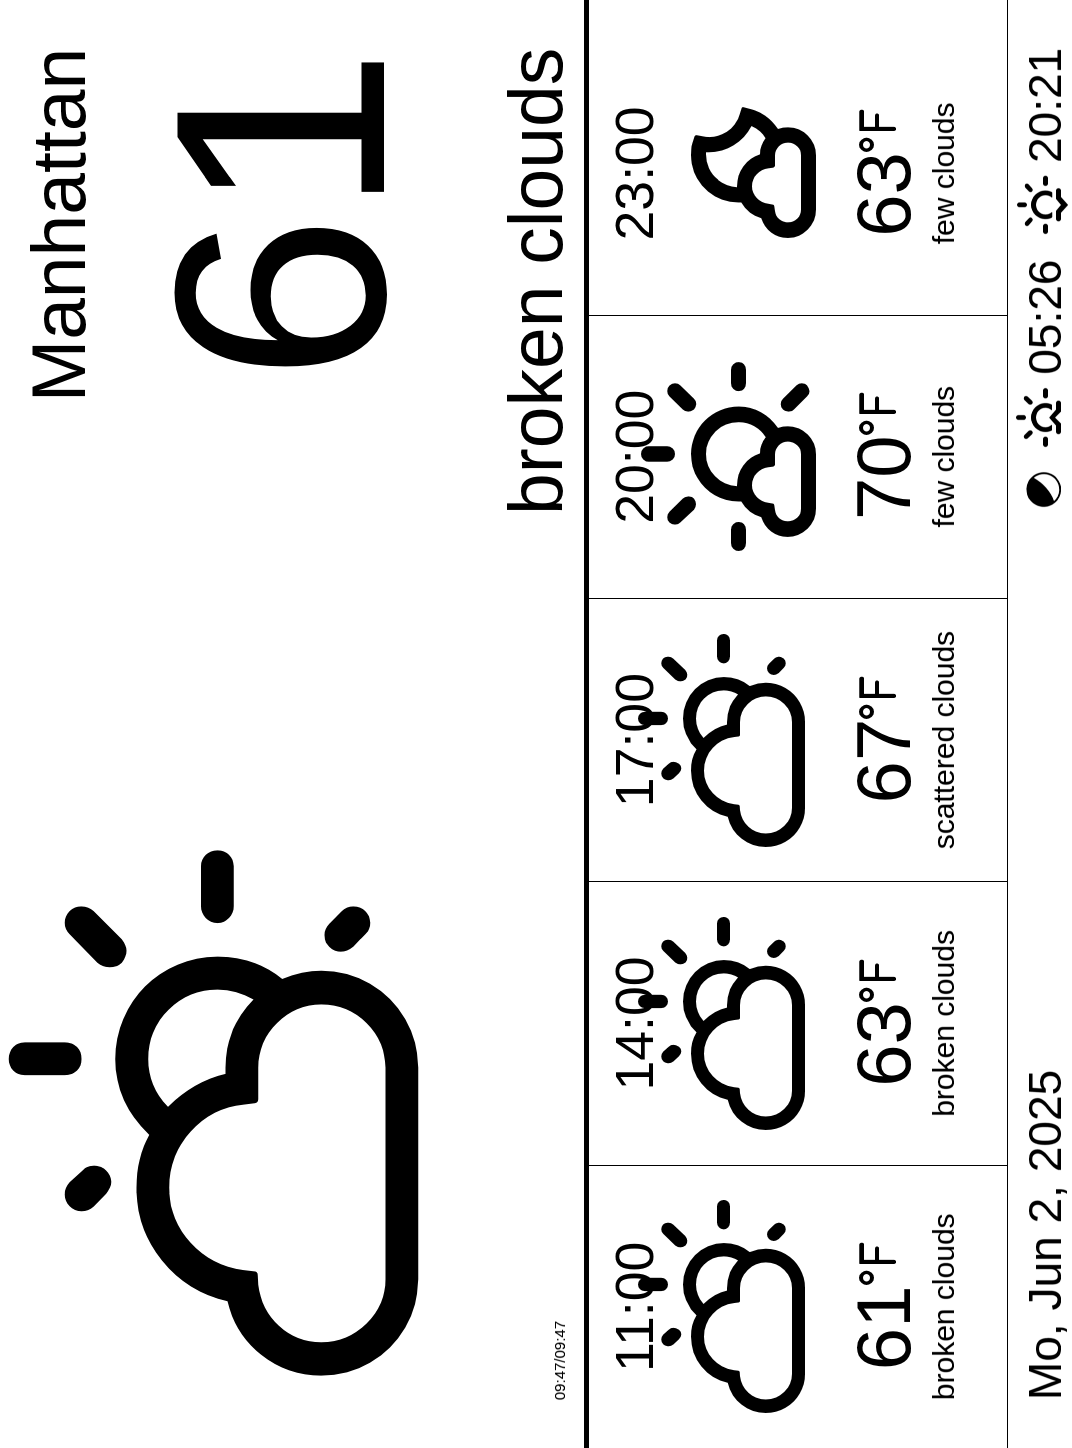 Manhattan
61
broken clouds
09:47/09:47
11:00
61°F
broken clouds
14:00
63°F
broken clouds
17:00
67°F
scattered clouds
20:00
70°F
few clouds
23:00
63°F
few clouds
Mo, Jun 2, 2025
05:26
20:21